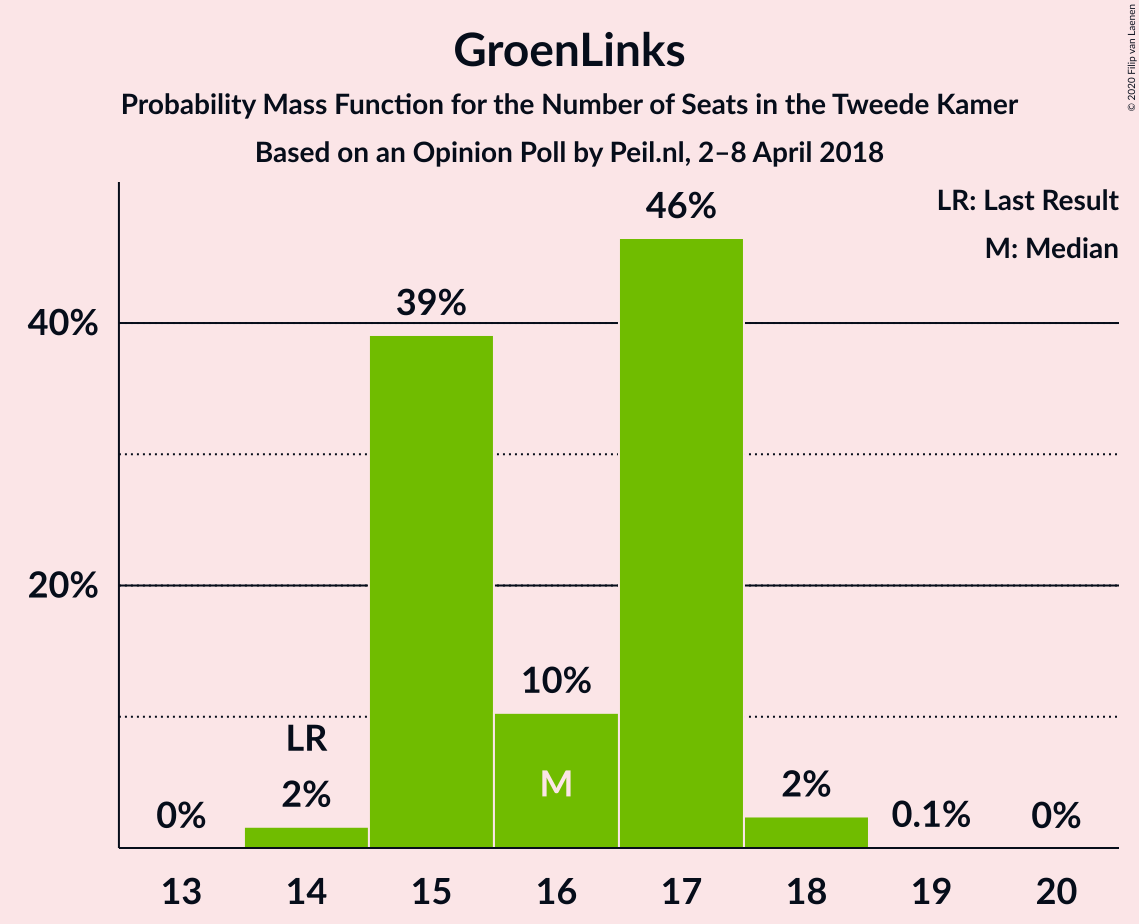 GroenLinks
Probability Mass Function for the Number of Seats in the Tweede Kamer
Based on an Opinion Poll by Peil.nl, 2–8 April 2018
© 2020 Filip van Laenen
LR: Last Result
M: Median
46%
39%
40%
20%
10%
LR
M
0%
2%
2%
0.1%
0%
13 14 15 16 17 18 19 20